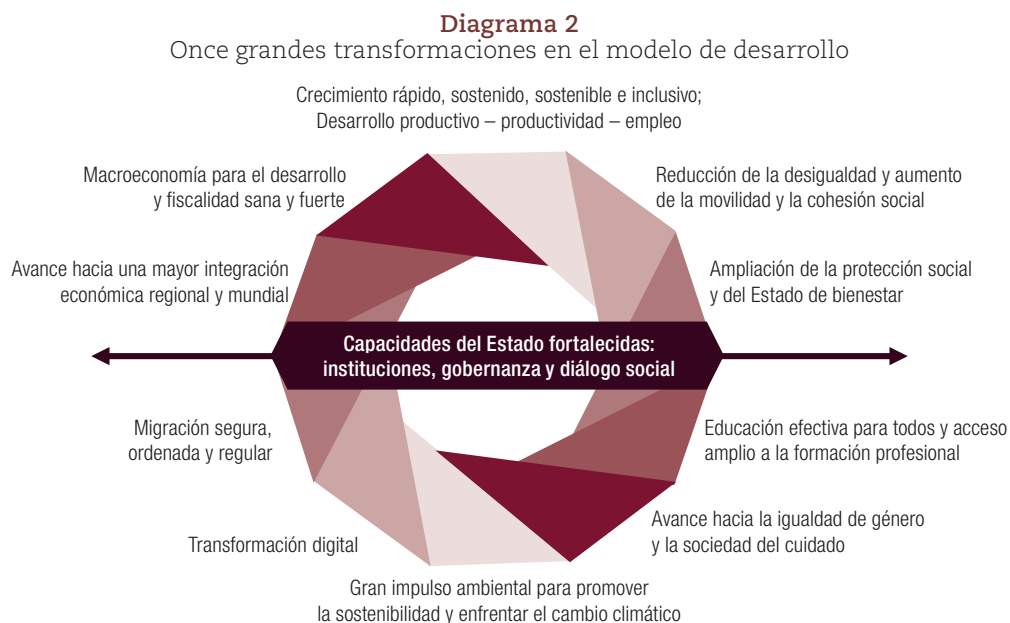 Diagrama 2
Once grandes transformaciones en el modelo de desarrollo
Crecimiento rápido, sostenido, sostenible e inclusivo;
Desarrollo productivo – productividad – empleo
Macroeconomía para el desarrollo
y fiscalidad sana y fuerte
Reducción de la desigualdad y aumento
de la movilidad y la cohesión social
Avance hacia una mayor integración
económica regional y mundial
Ampliación de la protección social
y del Estado de bienestar
Capacidades del Estado fortalecidas:
instituciones, gobernanza y diálogo social
Migración segura,
ordenada y regular
Educación efectiva para todos y acceso
amplio a la formación profesional
Transformación digital
Avance hacia la igualdad de género
y la sociedad del cuidado
Gran impulso ambiental para promover
la sostenibilidad y enfrentar el cambio climático